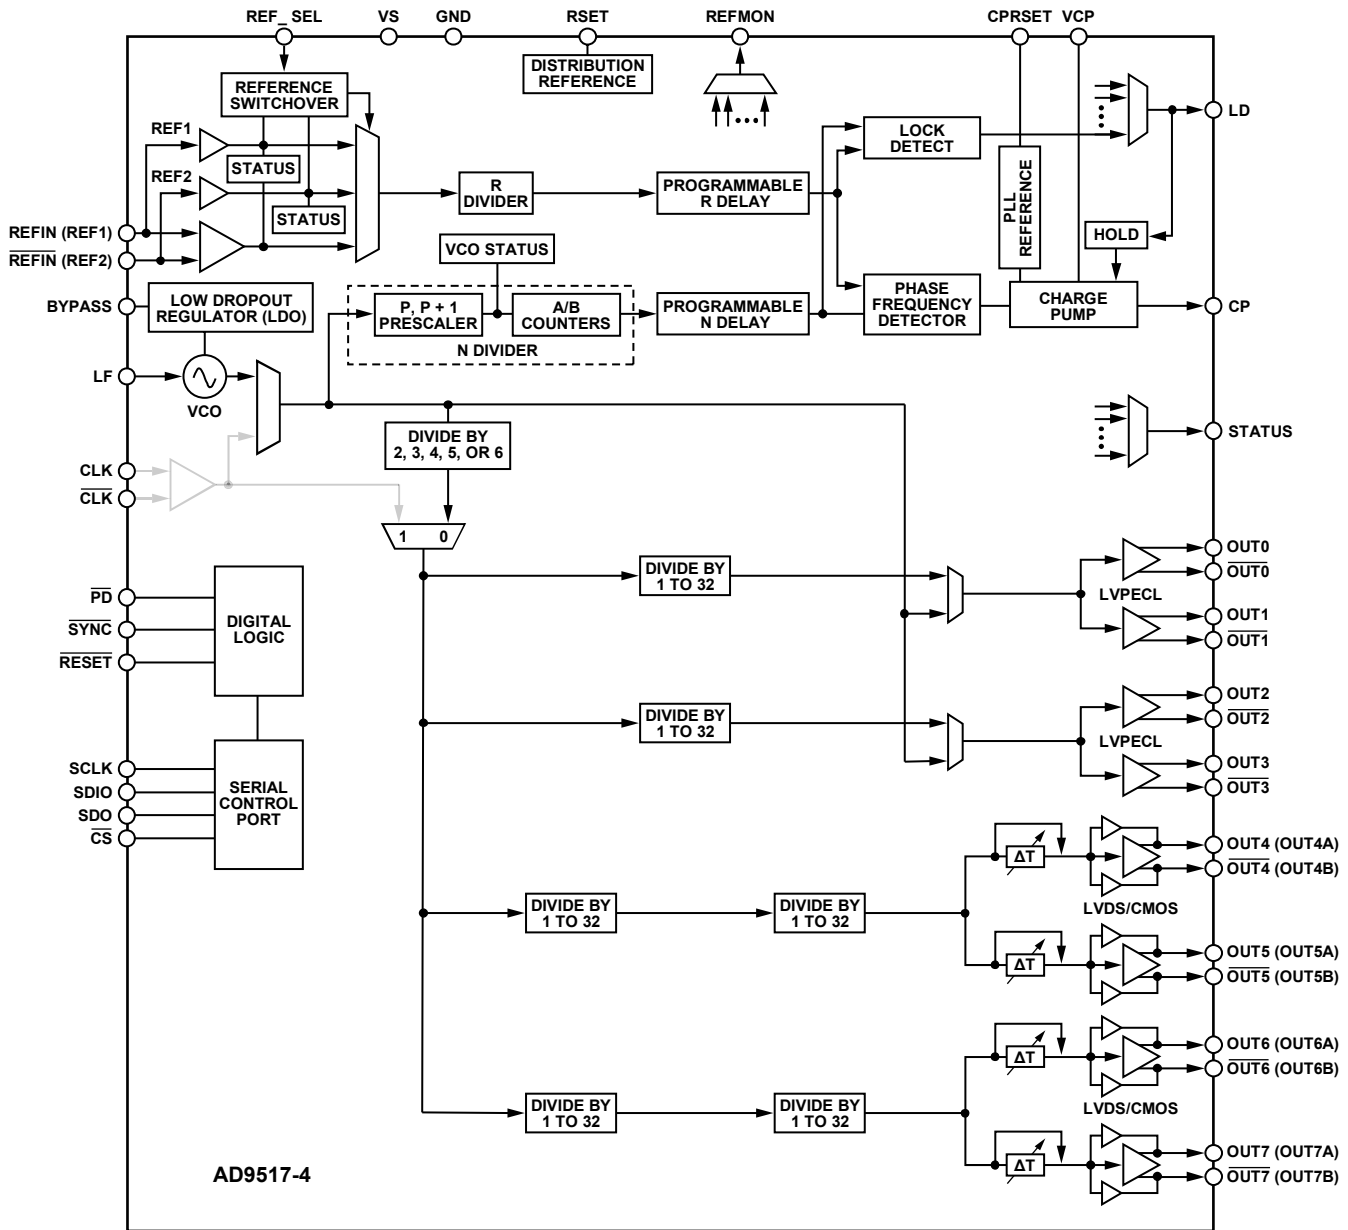 REF_ SEL
VS
GND
RSET
REFMON
CPRSET
VCP
REFERENCE
SWITCHOVER
DISTRIBUTION
REFERENCE
REF1
STATUS
REF2
STATUS
R
DIVIDER
PROGRAMMABLE
R DELAY
LOCK
DETECT
PLL
REFERENCE
HOLD
LD
REFIN (REF1)
REFIN (REF2)
BYPASS
LOW DROPOUT
REGULATOR (LDO)
VCO STATUS
P, P + 1
PRESCALER
A/B
COUNTERS
N DIVIDER
PROGRAMMABLE
N DELAY
PHASE
FREQUENCY
DETECTOR
CHARGE
PUMP
CP
LF
VCO
STATUS
DIVIDE BY
2, 3, 4, 5, OR 6
CLK
CLK
1 0
DIVIDE BY
1 TO 32
LVPECL
OUT0
OUT0
OUT1
OUT1
PD
SYNC
RESET
DIGITAL
LOGIC
DIVIDE BY
1 TO 32
LVPECL
OUT2
OUT2
OUT3
OUT3
SCLK
SDIO
SDO
CS
SERIAL
CONTROL
PORT
DIVIDE BY
1 TO 32
DIVIDE BY
1 TO 32
ΔT
ΔT
LVDS/CMOS
OUT4 (OUT4A)
OUT4 (OUT4B)
OUT5 (OUT5A)
OUT5 (OUT5B)
DIVIDE BY
1 TO 32
DIVIDE BY
1 TO 32
ΔT
ΔT
LVDS/CMOS
OUT6 (OUT6A)
OUT6 (OUT6B)
OUT7 (OUT7A)
OUT7 (OUT7B)
AD9517-4